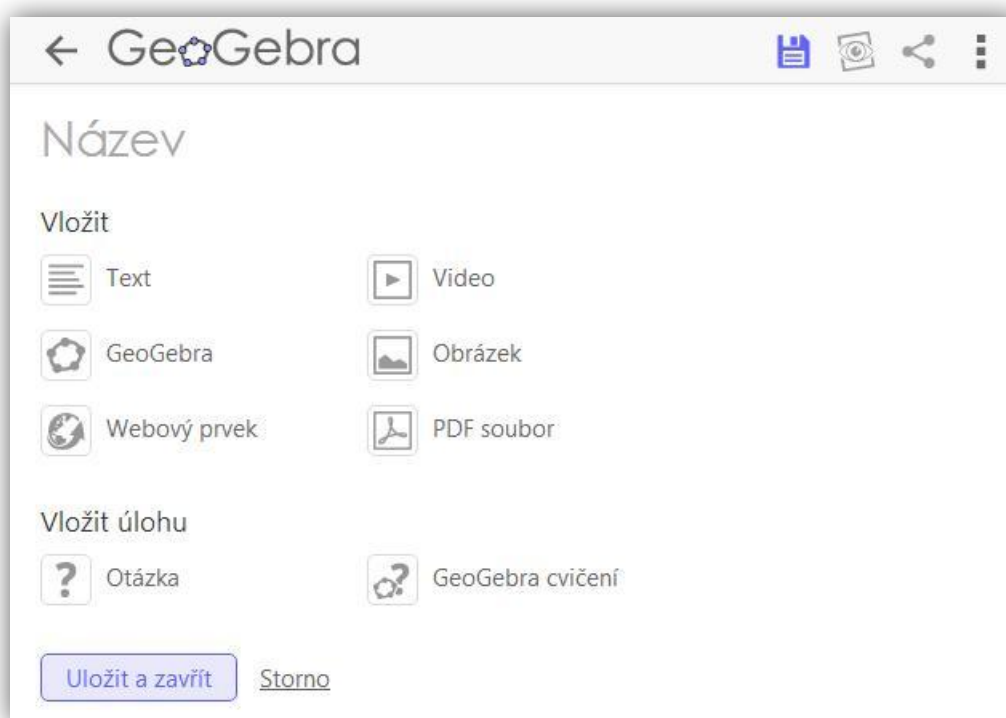 GeoGebra
Název
Vložit
Text
Video
GeoGebra
Obrázek
Webový prvek
PDF soubor
Vložit úlohu
? Otázka
? GeoGebra cvičení
Uložit a zavřít Storno